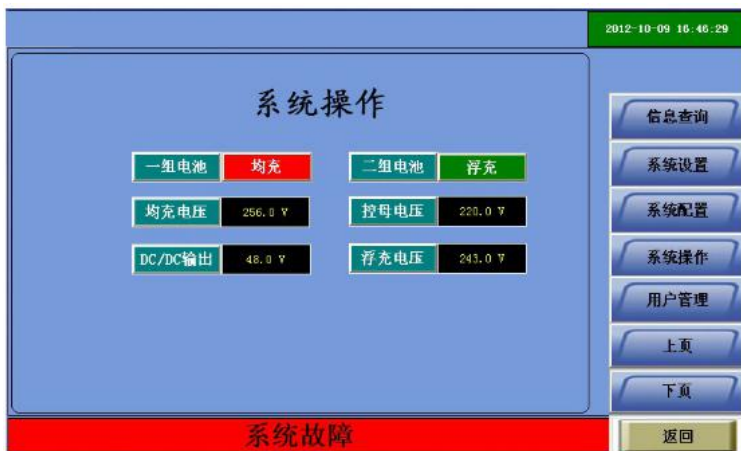 2012-10-09 16:46:29
系统操作
一组电池 均充 二组电池 浮充
均充电压 256.0 V 控母电压 220.0 V
DC/DC输出 48.0 V 浮充电压 243.0 V
信息查询
系统设置
系统配置
系统操作
用户管理
上页
下页
系统故障
返回